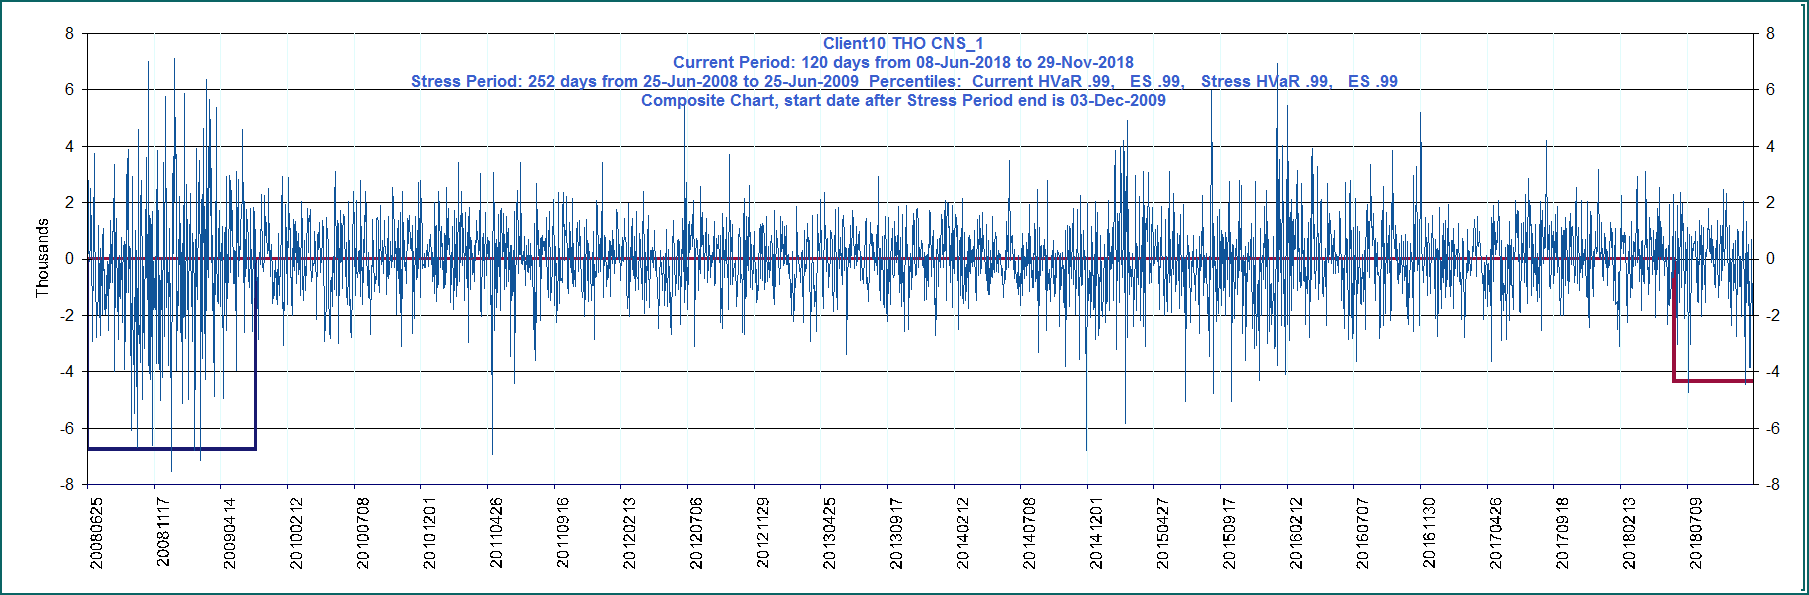 Client10 THO CNS_1
Current Period: 120 days from 08-Jun-2018 to 29-Nov-2018
Stress Period: 252 days from 25-Jun-2008 to 25-Jun-2009 Percentiles: Current HVaR .99, ES .99, Stress HVaR .99, ES .99
Composite Chart, start date after Stress Period end is 03-Dec-2009
8 8
6 6
4 4
2 2
0 0
-2 -2
-4 -4
-6 -6
-8 -8
Thousands
20080625 20081117 20090414 20100212 20100708 20101201 20110426 20110916 20120213 20120706 20121129 20130425 20130917 20140212 20140708 20141201 20150427 20150917 20160212 20160707 20161130 20170426 20170918 20180213 20180709